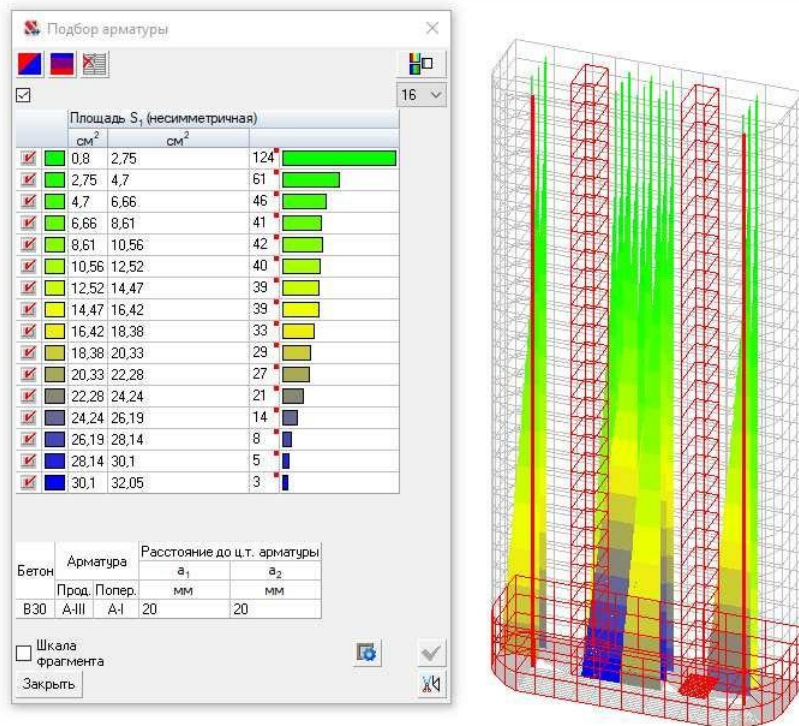 Подбор арматуры
16
Площадь S1 (несимметричная)
см2 см2
0,8 2,75 124
2,75 4,7 61
4,7 6,66 46
6,66 8,61 41
8,61 10,56 42
10,56 12,52 40
12,52 14,47 39
14,47 16,42 39
16,42 18,38 33
18,38 20,33 29
20,33 22,28 27
22,28 24,24 21
24,24 26,19 14
26,19 28,14 8
28,14 30,1 5
30,1 32,05 3
Бетон Арматура Расстояние до ц.т. арматуры
a1 a2
Прод. Попер. мм мм
B30 A-III A-I 20 20
Шкала
фрагмента
Закрыть